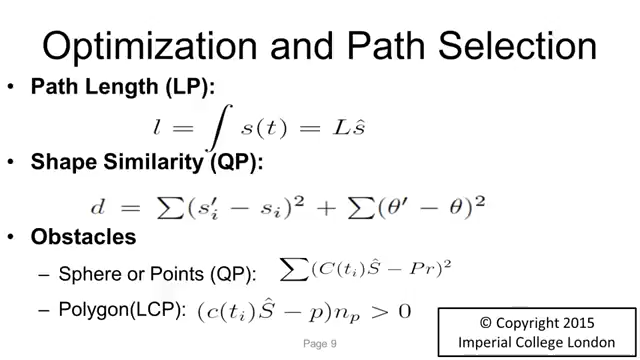 Optimization and Path Selection
• Path Length (LP):
l = ∫ s(t) = Lŝ
• Shape Similarity (QP):
d = ∑(s′ᵢ − sᵢ)² + ∑(θ′ − θ)²
• Obstacles
– Sphere or Points (QP): ∑(C(tᵢ)Ŝ − Pr)²
– Polygon(LCP): (c(tᵢ)Ŝ − p)nₚ > 0
© Copyright 2015
Imperial College London
Page 9